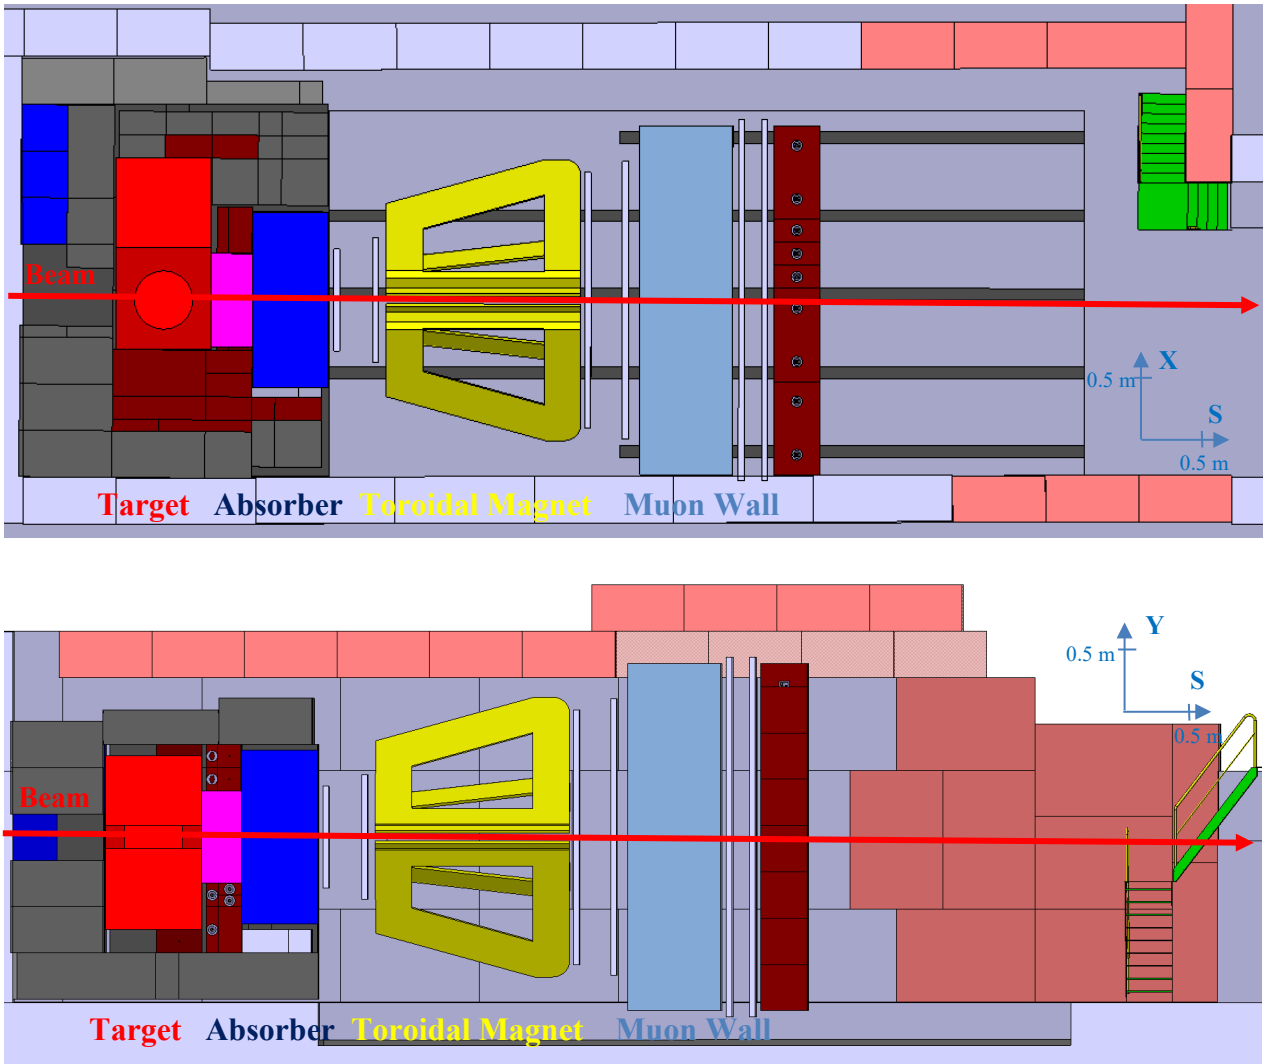 Beam
X
0.5 m
S
0.5 m
Target Absorber Toroidal Magnet Muon Wall
Y
0.5 m
S
0.5 m
Beam
Target Absorber Toroidal Magnet Muon Wall